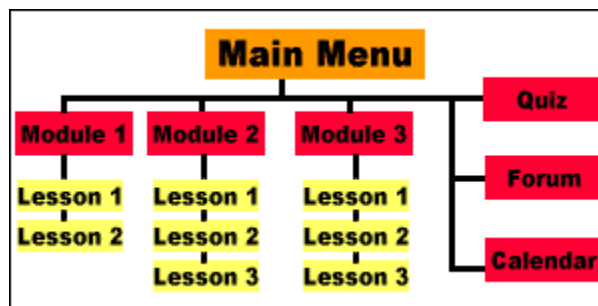 Main Menu
Quiz
Module 1 Module 2 Module 3
Forum
Lesson 1 Lesson 1 Lesson 1
Lesson 2 Lesson 2 Lesson 2
Calendar
Lesson 3 Lesson 3